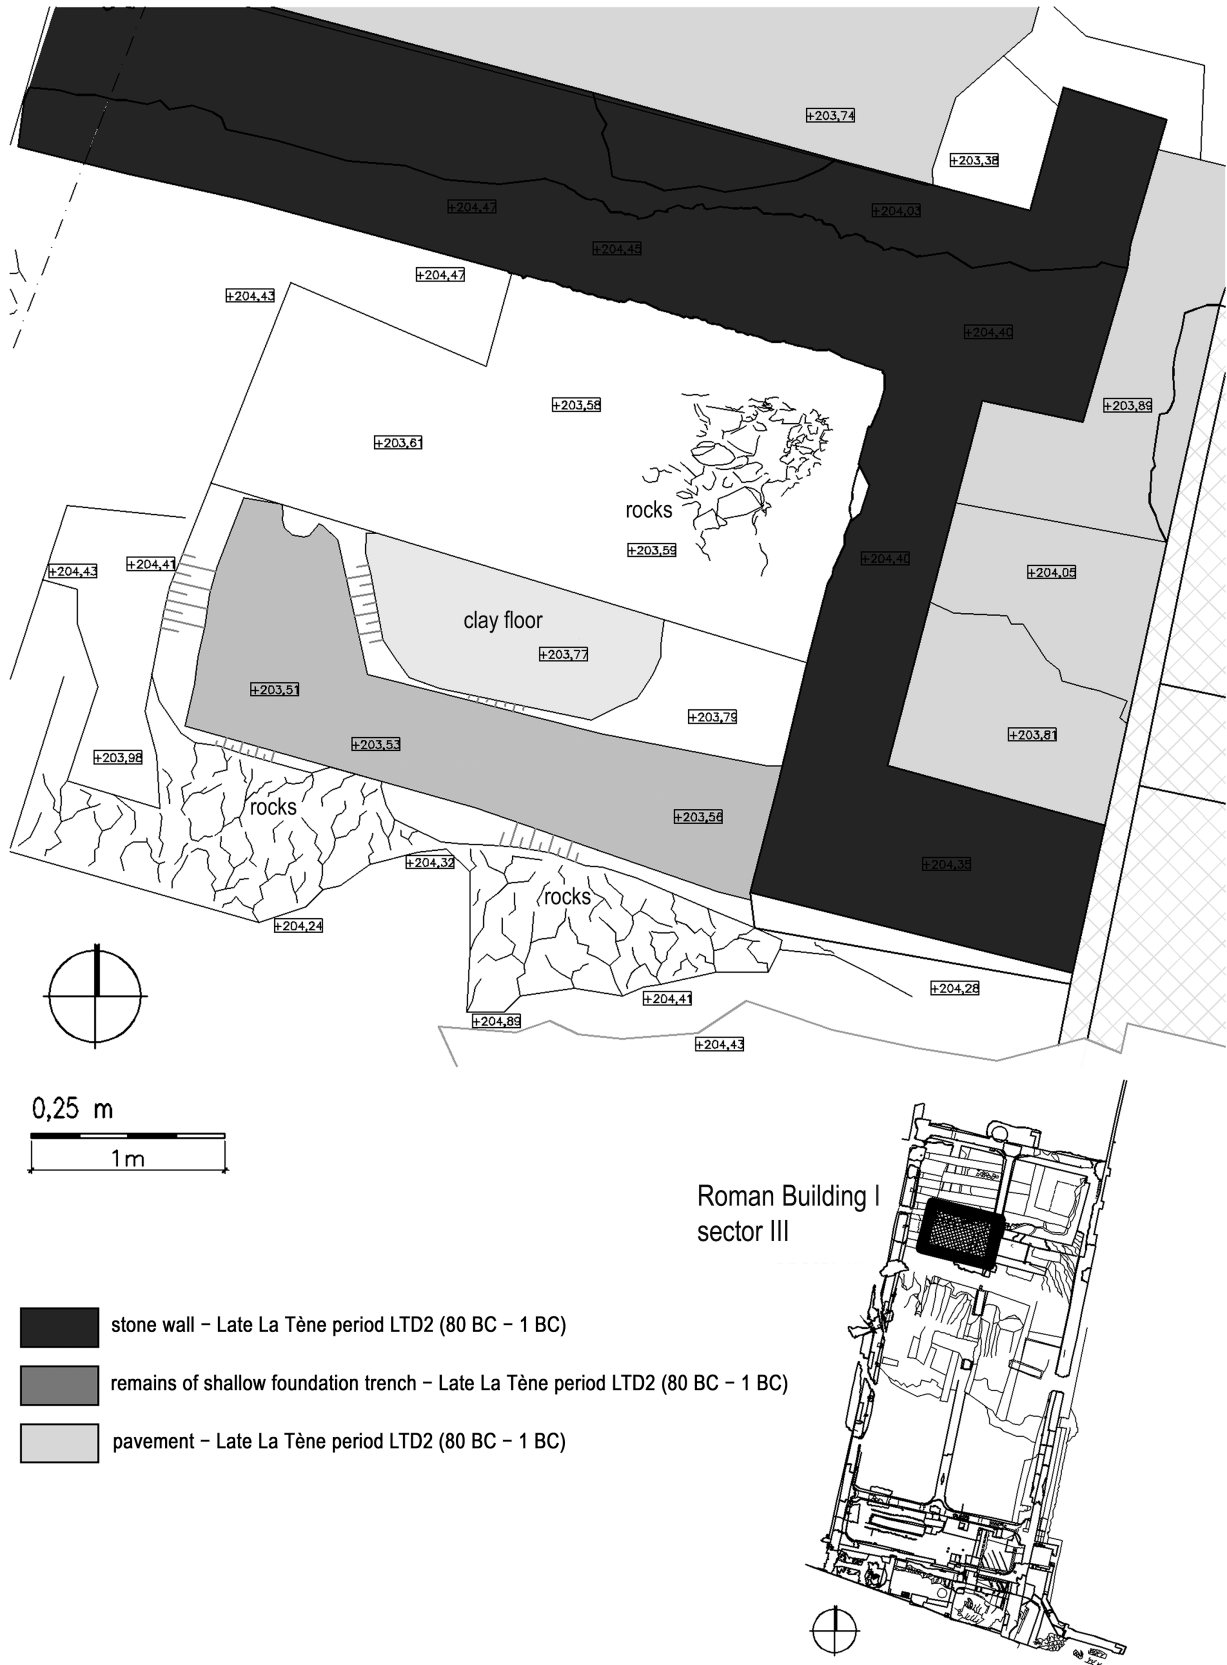 +203,74
+203,38
+204,47
+204,03
+204,45
+204,47
+204,43
+204,40
+203,58
+203,89
+203,61
rocks
+203,59
+204,43
+204,41
+204,40
+204,05
clay floor
+203,77
+203,51
+203,79
+203,53
+203,81
+203,98
rocks
+203,56
+204,32
+204,35
rocks
+204,24
+204,28
+204,41
+204,89
+204,43
0,25 m
1m
Roman Building I
sector III
stone wall – Late La Tène period LTD2 (80 BC – 1 BC)
remains of shallow foundation trench – Late La Tène period LTD2 (80 BC – 1 BC)
pavement – Late La Tène period LTD2 (80 BC – 1 BC)